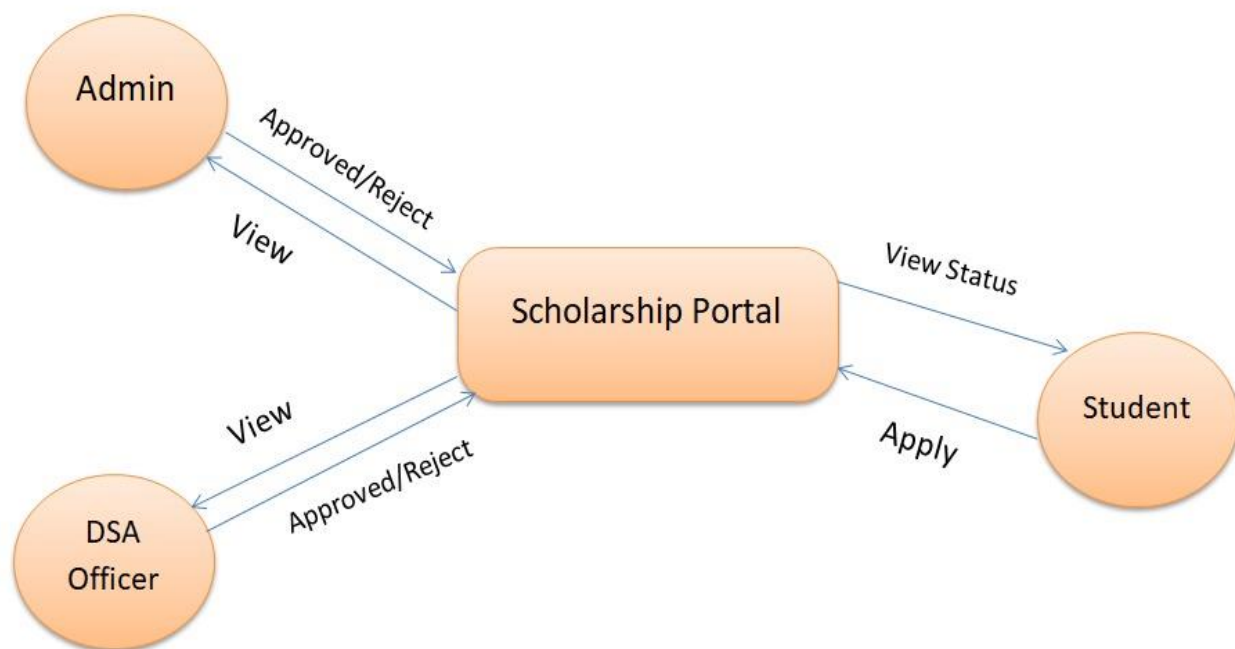 Admin
Approved/Reject
View
Scholarship Portal
View Status
Student
Apply
View
Approved/Reject
DSA
Officer